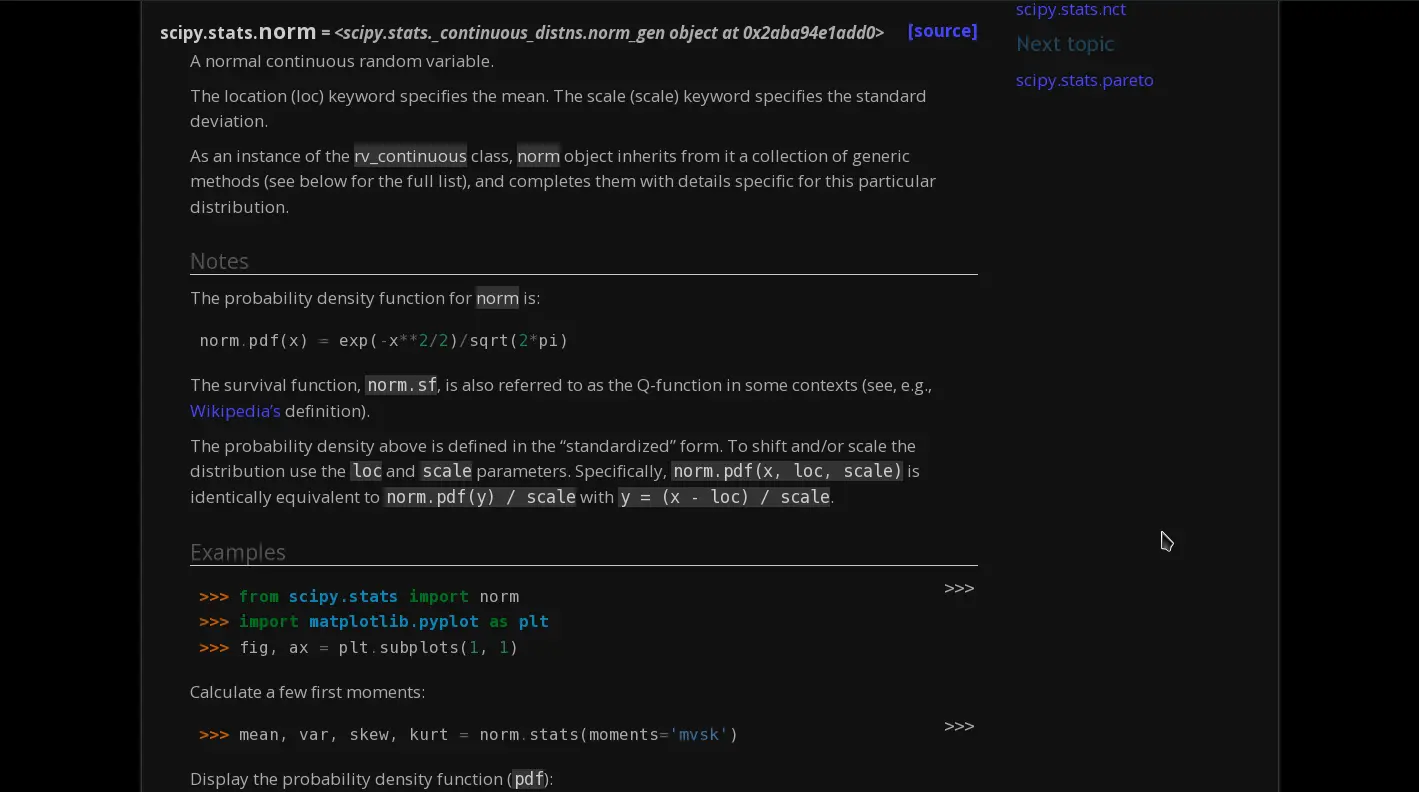 scipy.stats.nct
scipy.stats.norm = <scipy.stats._continuous_distns.norm_gen object at 0x2aba94e1add0> [source]
Next topic
A normal continuous random variable.
scipy.stats.pareto
The location (loc) keyword specifies the mean. The scale (scale) keyword specifies the standard
deviation.
As an instance of the rv_continuous class, norm object inherits from it a collection of generic
methods (see below for the full list), and completes them with details specific for this particular
distribution.
Notes
The probability density function for norm is:
norm.pdf(x) = exp(-x**2/2)/sqrt(2*pi)
The survival function, norm.sf, is also referred to as the Q-function in some contexts (see, e.g.,
Wikipedia’s definition).
The probability density above is defined in the “standardized” form. To shift and/or scale the
distribution use the loc and scale parameters. Specifically, norm.pdf(x, loc, scale) is
identically equivalent to norm.pdf(y) / scale with y = (x - loc) / scale.
Examples
>>>
>>> from scipy.stats import norm
>>> import matplotlib.pyplot as plt
>>> fig, ax = plt.subplots(1, 1)
Calculate a few first moments:
>>>
>>> mean, var, skew, kurt = norm.stats(moments='mvsk')
Display the probability density function (pdf):